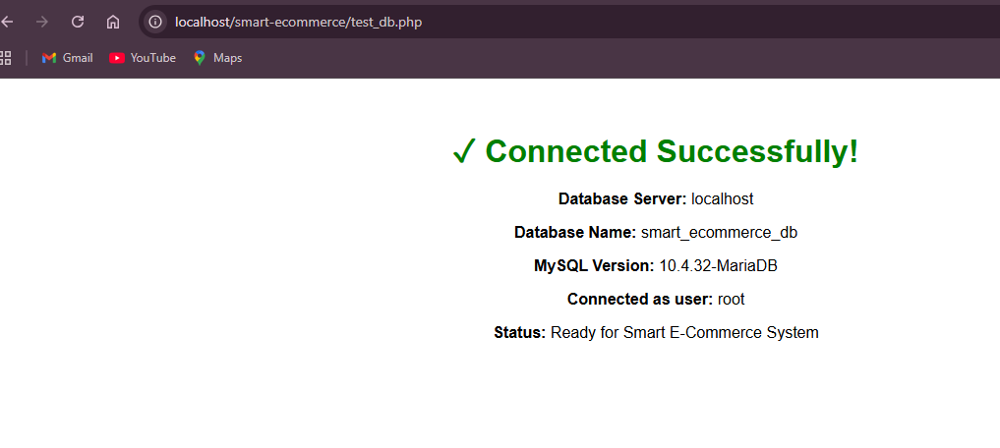 localhost/smart-ecommerce/test_db.php
Gmail YouTube Maps
✓ Connected Successfully!
Database Server: localhost
Database Name: smart_ecommerce_db
MySQL Version: 10.4.32-MariaDB
Connected as user: root
Status: Ready for Smart E-Commerce System